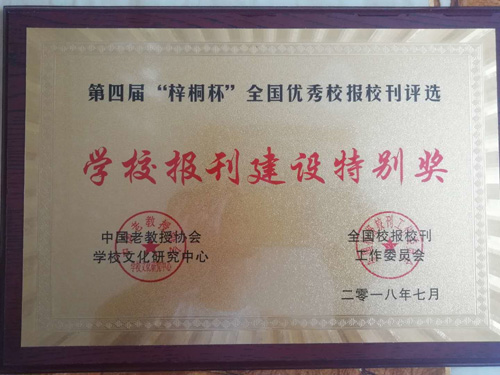 第四届“梓桐杯”全国优秀校报校刊评选
学校报刊建设特别奖
中国老教授协会
学校文化研究中心
全国校报校刊
工作委员会
二零一八年七月